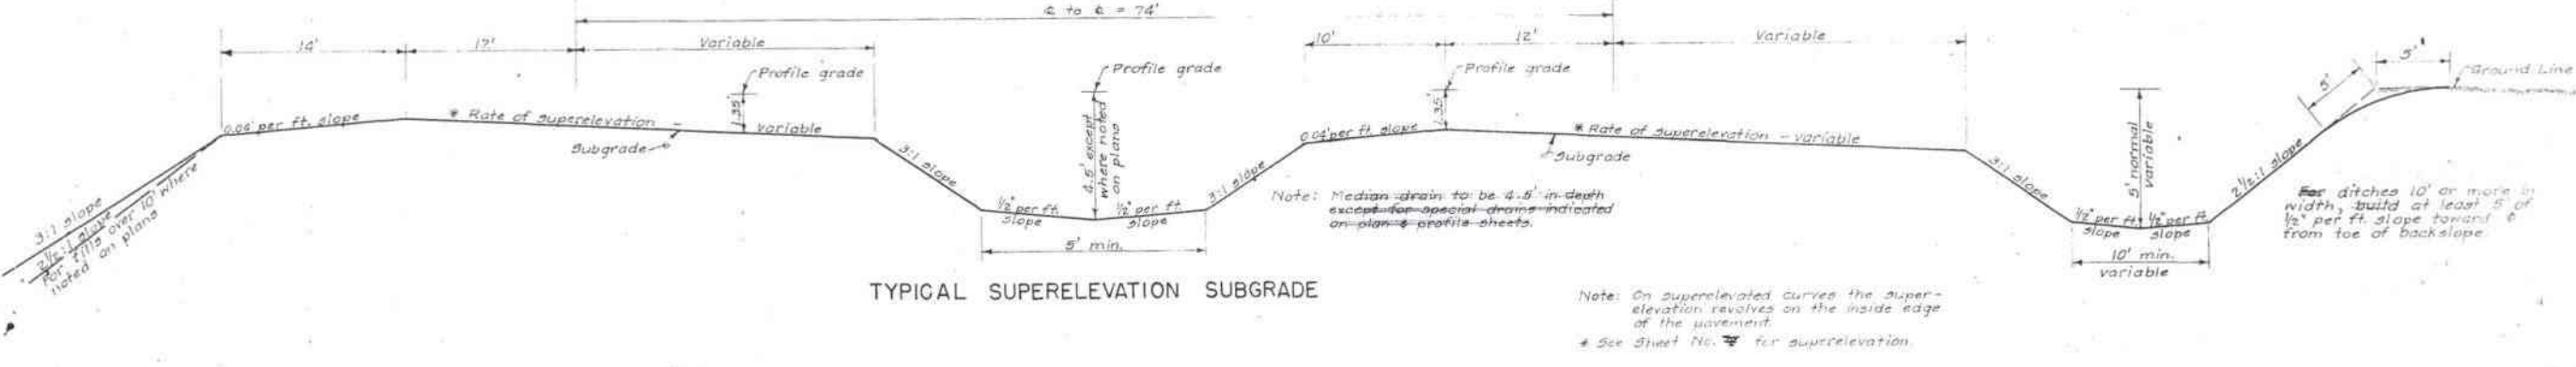 ℄ to ℄ = 74'
14'
12'
Variable
10'
12'
Variable
5'
5'
Profile grade
Profile grade
Profile grade
Ground Line
1.35'
4.5' except
where noted
on plans
1.35'
5' normal
variable
0.04' per ft. slope
* Rate of superelevation - variable
Subgrade
0.04' per ft. slope
* Rate of superelevation - variable
Subgrade
3:1 slope
2½:1 slope
For fills over 10' where
noted on plans
3:1 slope
½" per ft.
slope
½" per ft.
slope
3:1 slope
5' min.
3:1 slope
½" per ft.
slope
½" per ft.
slope
2½:1 slope
10' min.
variable
Note: Median drain to be 4.5' in depth
except for special drains indicated
on plan & profile sheets.
For ditches 10' or more in
width, build at least 5' of
½" per ft. slope toward ℄
from toe of backslope.
TYPICAL SUPERELEVATION SUBGRADE
Note: On superelevated curves the super-
elevation revolves on the inside edge
of the pavement.
* See Sheet No. for superelevation.